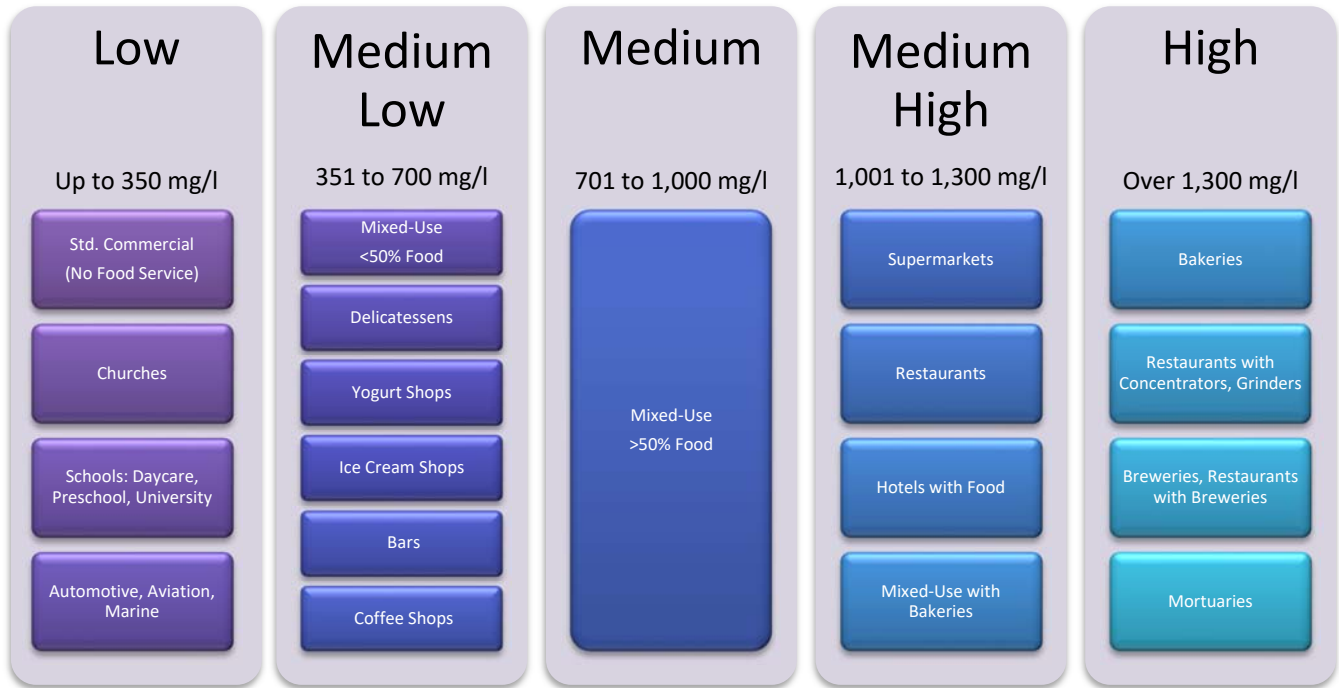 Low
Up to 350 mg/l
Std. Commercial
(No Food Service)
Churches
Schools: Daycare,
Preschool, University
Automotive, Aviation,
Marine
Medium
Low
351 to 700 mg/l
Mixed-Use
<50% Food
Delicatessens
Yogurt Shops
Ice Cream Shops
Bars
Coffee Shops
Medium
701 to 1,000 mg/l
Mixed-Use
>50% Food
Medium
High
1,001 to 1,300 mg/l
Supermarkets
Restaurants
Hotels with Food
Mixed-Use with
Bakeries
High
Over 1,300 mg/l
Bakeries
Restaurants with
Concentrators, Grinders
Breweries, Restaurants
with Breweries
Mortuaries